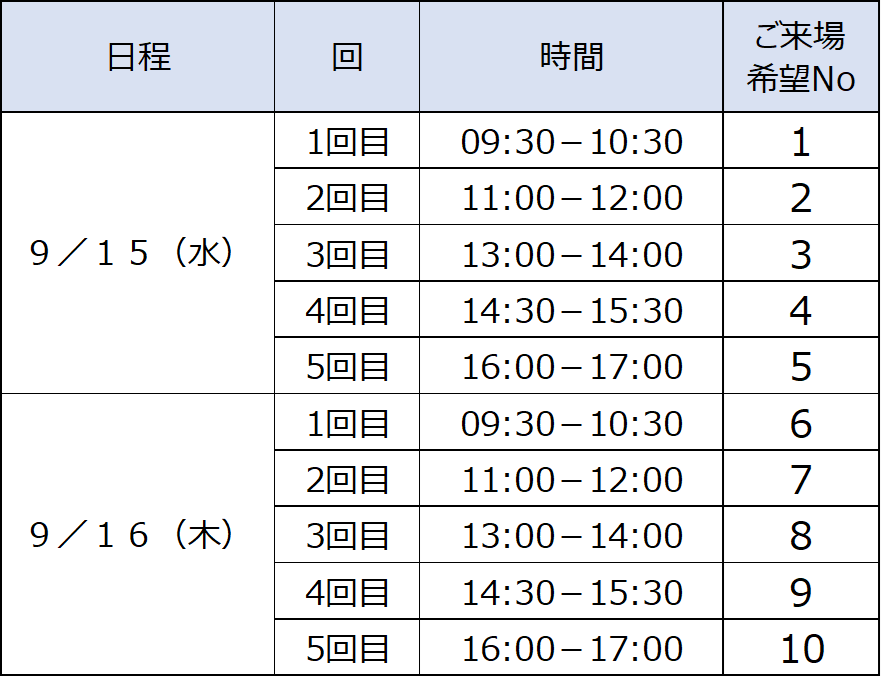 日程 回 時間 ご来場
希望No
9／15（水） 1回目 09:30－10:30 1
2回目 11:00－12:00 2
3回目 13:00－14:00 3
4回目 14:30－15:30 4
5回目 16:00－17:00 5
9／16（木） 1回目 09:30－10:30 6
2回目 11:00－12:00 7
3回目 13:00－14:00 8
4回目 14:30－15:30 9
5回目 16:00－17:00 10